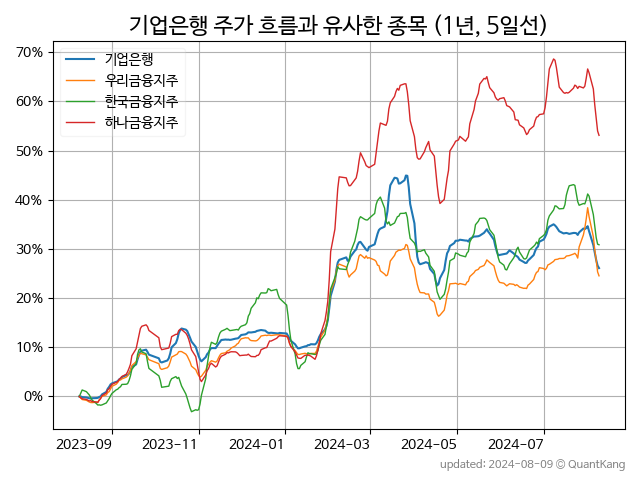 기업은행 주가 흐름과 유사한 종목 (1년, 5일선)
기업은행
우리금융지주
한국금융지주
하나금융지주
70%
60%
50%
40%
30%
20%
10%
0%
2023-09
2023-11
2024-01
2024-03
2024-05
2024-07
updated: 2024-08-09 © QuantKang